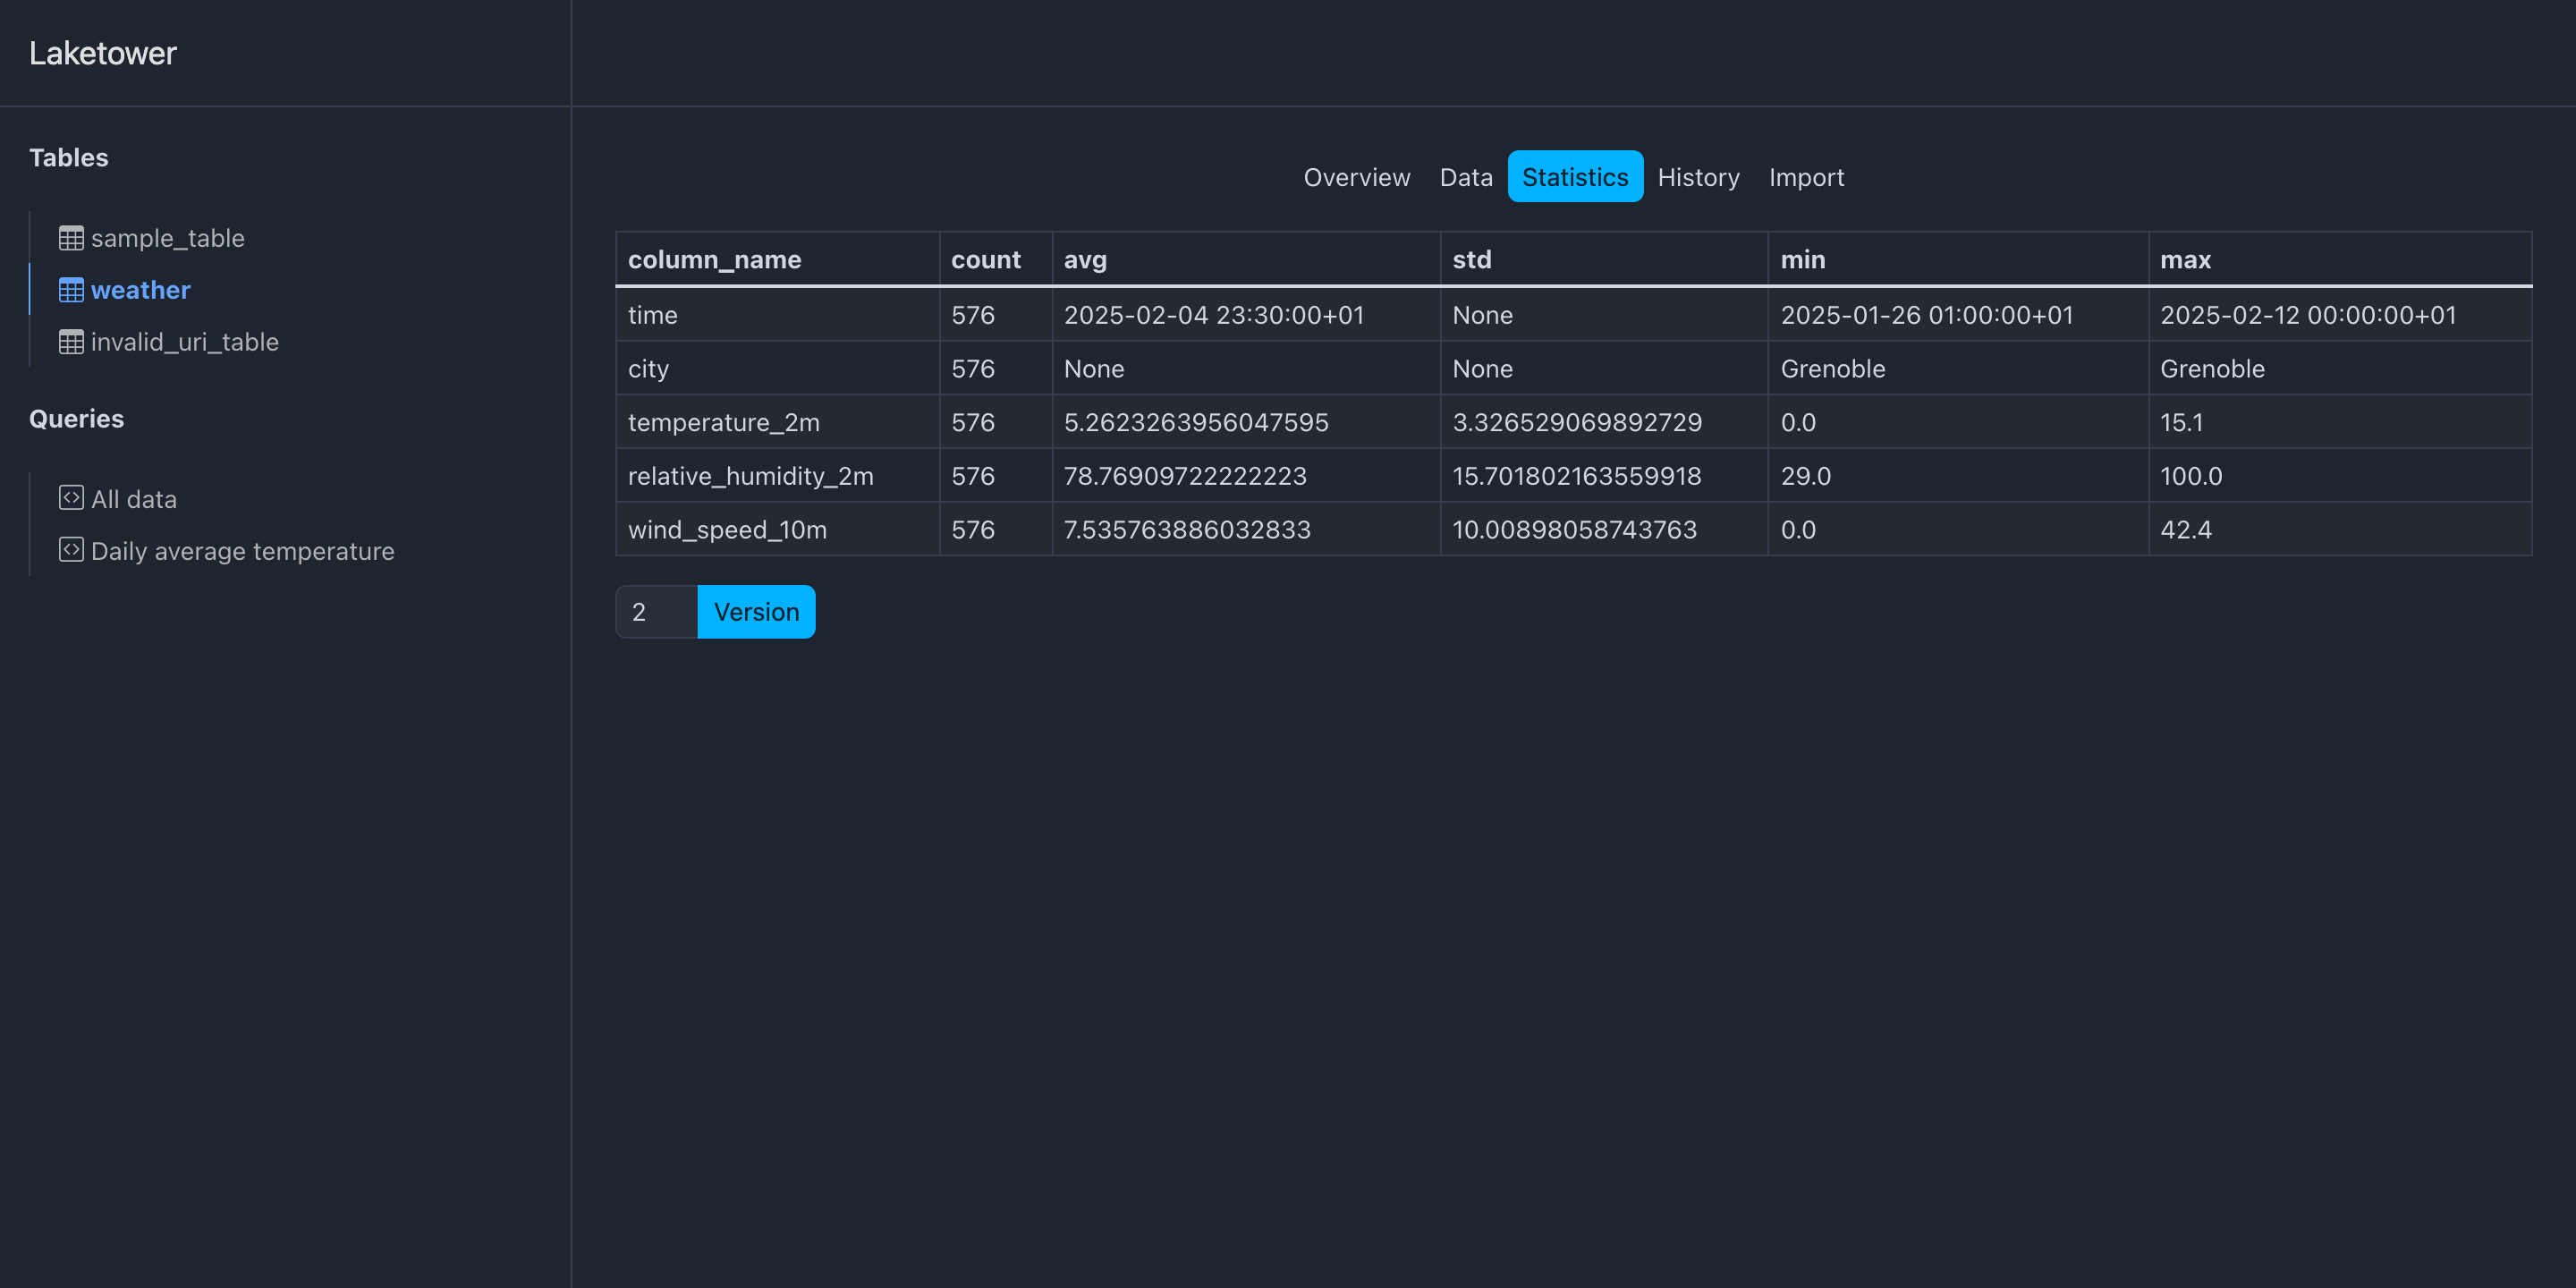 Laketower
Tables
sample_table
weather
invalid_uri_table
Queries
All data
Daily average temperature
Overview Data Statistics History Import
column_name count avg std min max
time 576 2025-02-04 23:30:00+01 None 2025-01-26 01:00:00+01 2025-02-12 00:00:00+01
city 576 None None Grenoble Grenoble
temperature_2m 576 5.2623263956047595 3.326529069892729 0.0 15.1
relative_humidity_2m 576 78.76909722222223 15.701802163559918 29.0 100.0
wind_speed_10m 576 7.535763886032833 10.00898058743763 0.0 42.4
2 Version